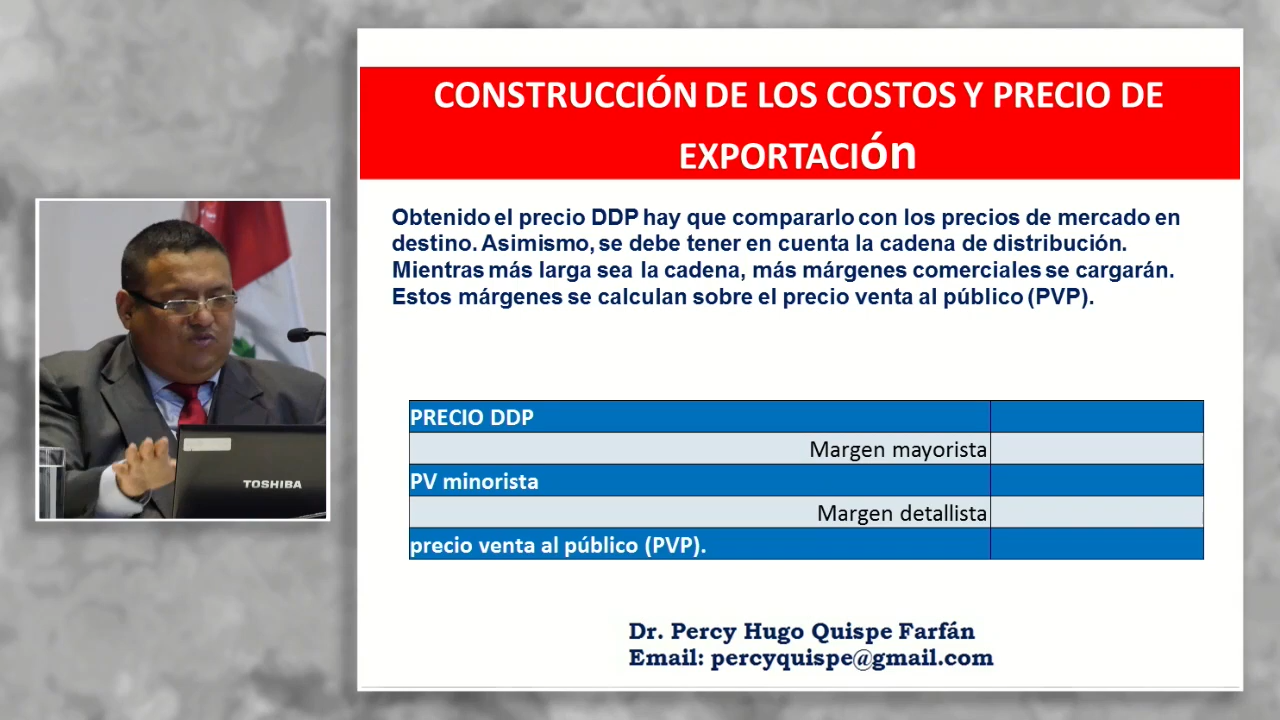 CONSTRUCCIÓN DE LOS COSTOS Y PRECIO DE
EXPORTACIón
Obtenido el precio DDP hay que compararlo con los precios de mercado en
destino. Asimismo, se debe tener en cuenta la cadena de distribución.
Mientras más larga sea la cadena, más márgenes comerciales se cargarán.
Estos márgenes se calculan sobre el precio venta al público (PVP).
PRECIO DDP
Margen mayorista
PV minorista
Margen detallista
precio venta al público (PVP).
TOSHIBA
Dr. Percy Hugo Quispe Farfán
Email: percyquispe@gmail.com